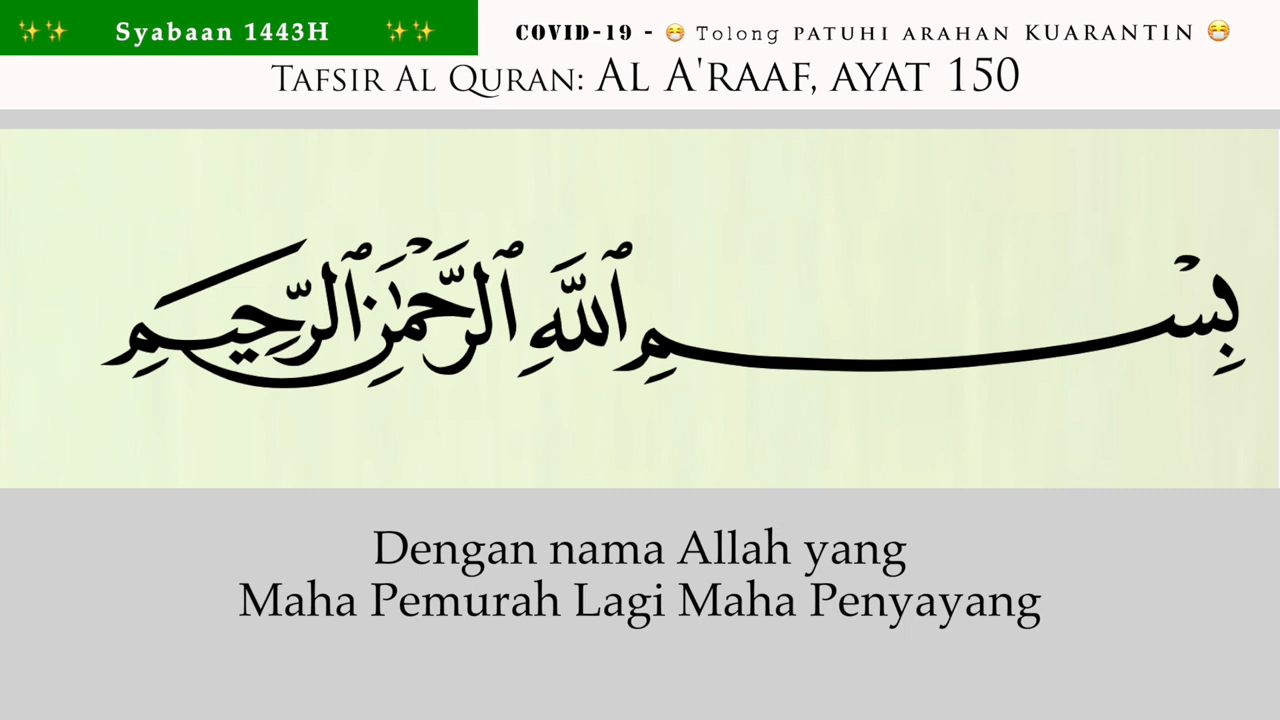 ✨✨ Syabaan 1443H ✨✨
COVID-19 - 😷 Tolong PATUHI ARAHAN KUARANTIN 😷
TAFSIR AL QURAN: AL A'RAAF, AYAT 150
بِسْمِ ٱللَّهِ ٱلرَّحْمَٰنِ ٱلرَّحِيمِ
Dengan nama Allah yang
Maha Pemurah Lagi Maha Penyayang